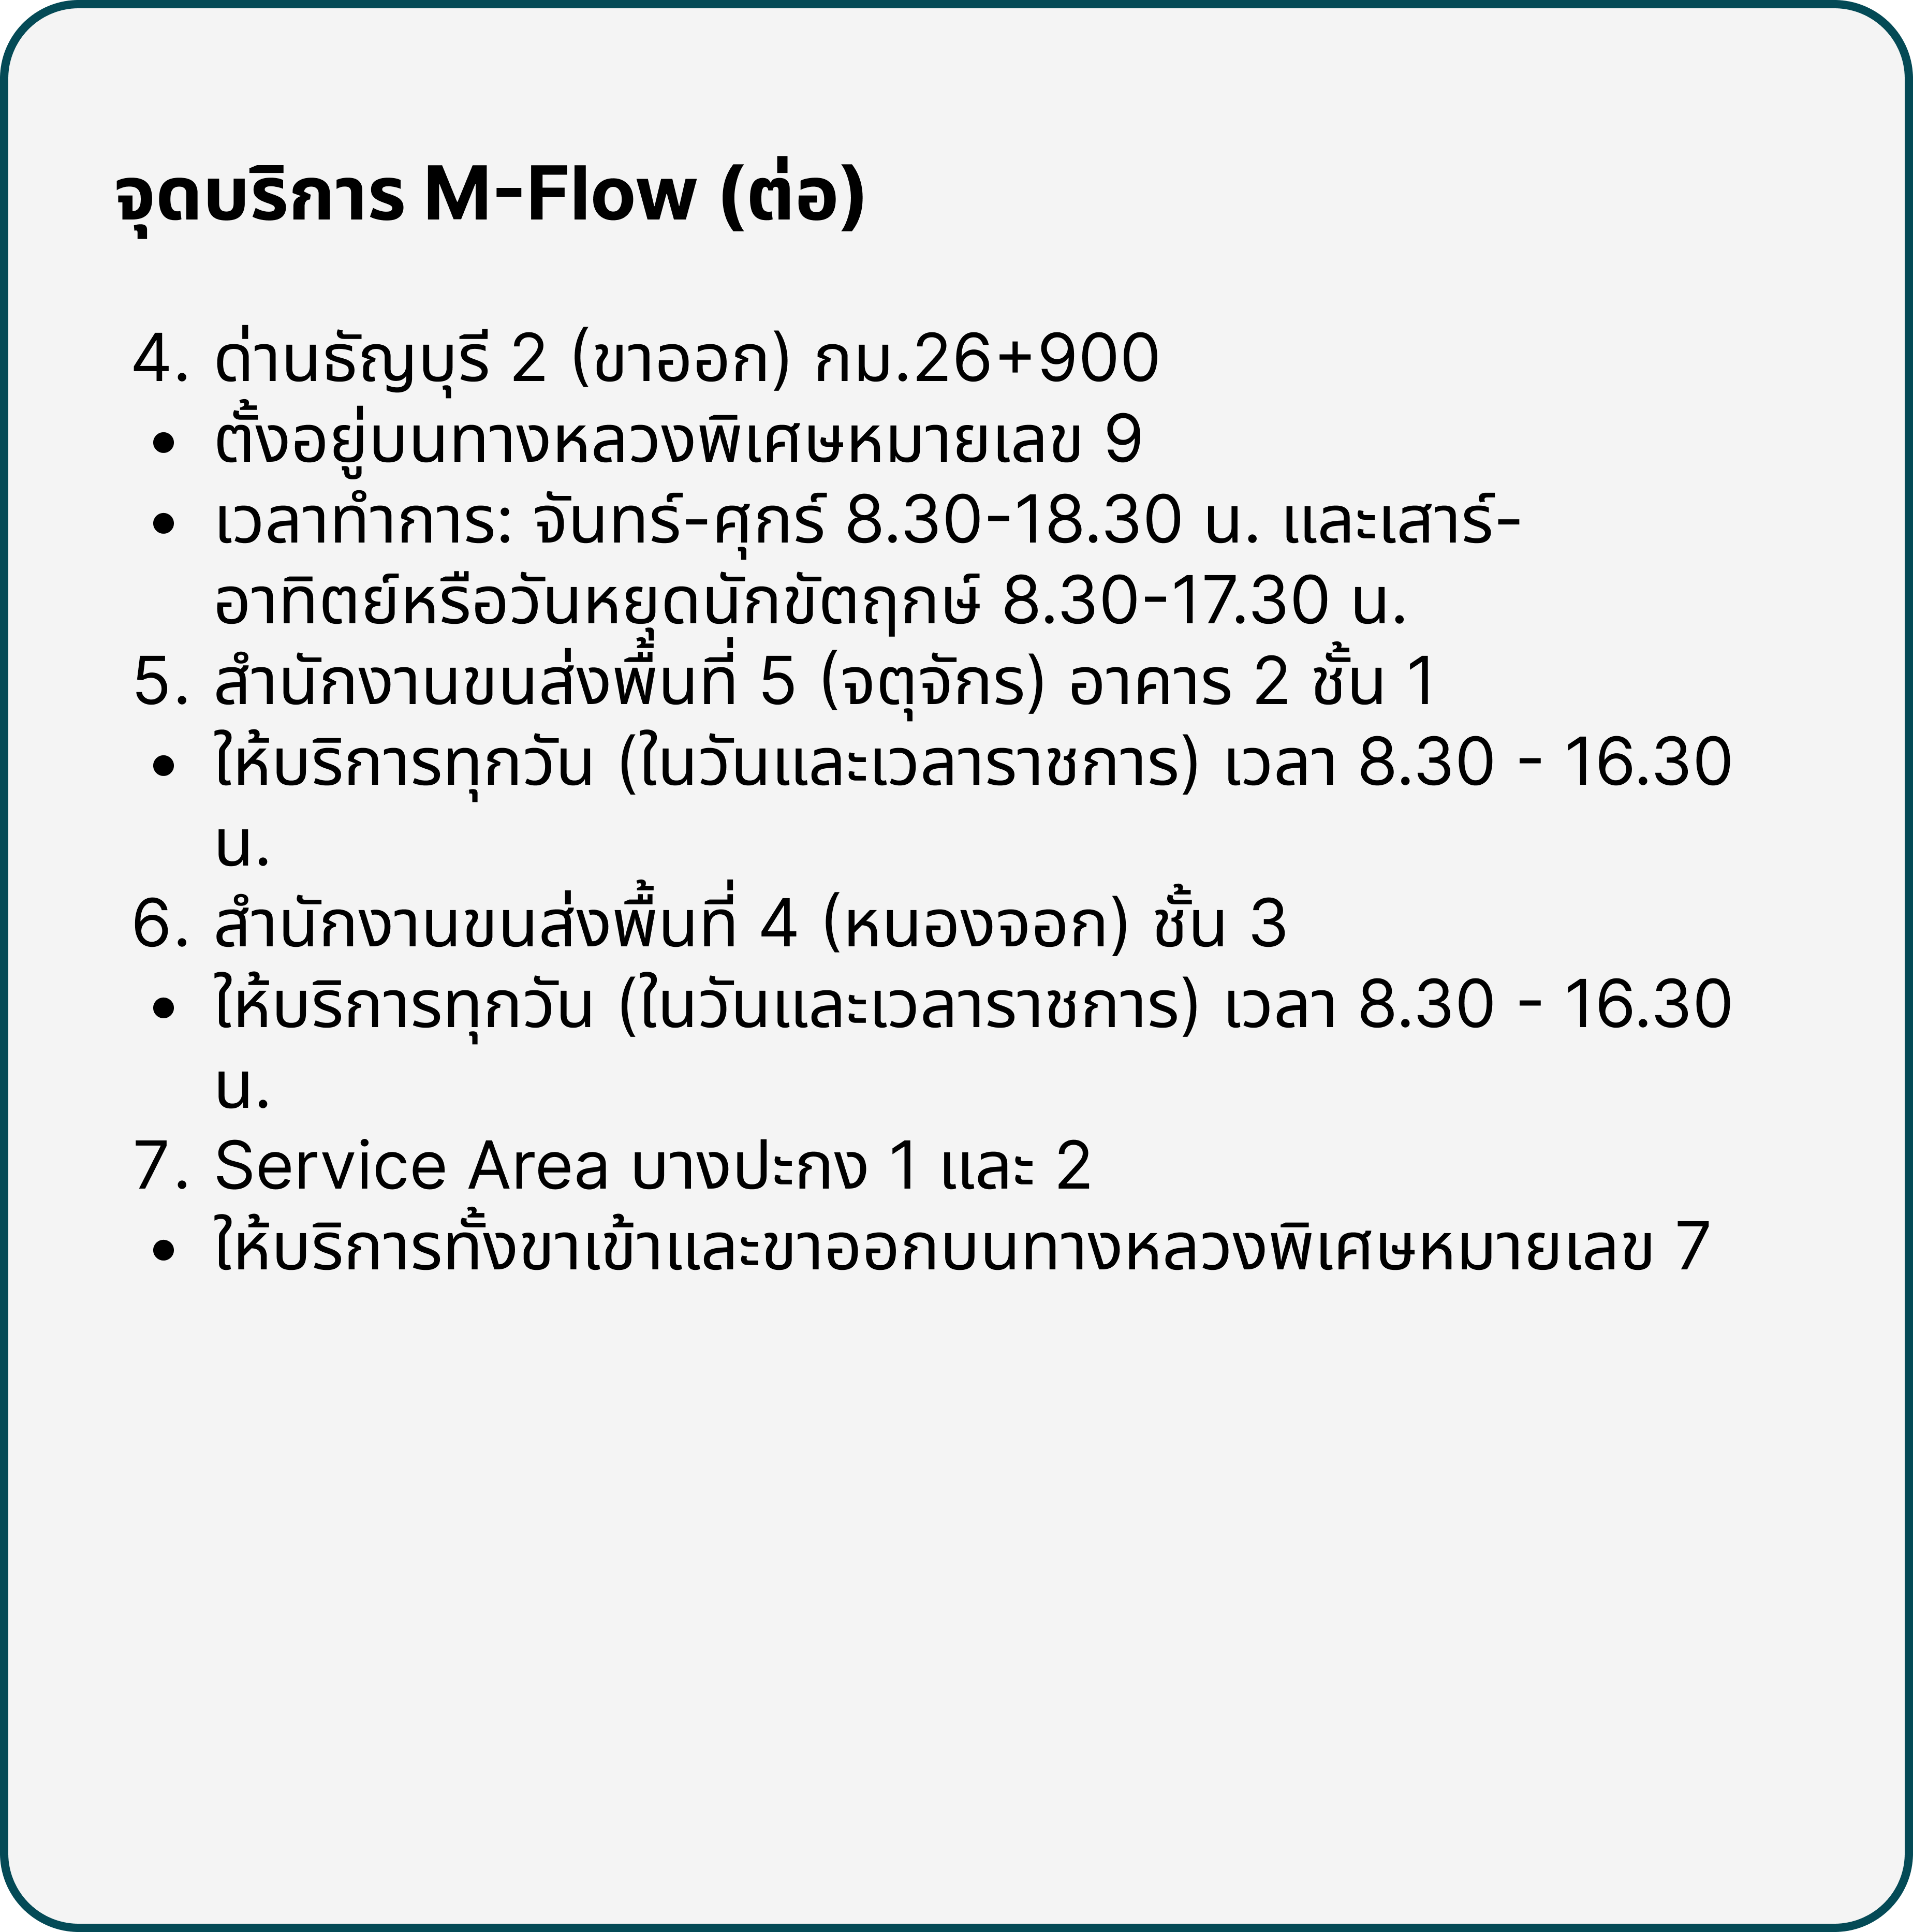 จุดบริการ M-Flow (ต่อ)
4. ด่านธัญบุรี 2 (ขาออก) กม.26+900
• ตั้งอยู่บนทางหลวงพิเศษหมายเลข 9
• เวลาทำการ: จันทร์-ศุกร์ 8.30-18.30 น. และเสาร์-
อาทิตย์หรือวันหยุดนักขัตฤกษ์ 8.30-17.30 น.
5. สำนักงานขนส่งพื้นที่ 5 (จตุจักร) อาคาร 2 ชั้น 1
• ให้บริการทุกวัน (ในวันและเวลาราชการ) เวลา 8.30 - 16.30
น.
6. สำนักงานขนส่งพื้นที่ 4 (หนองจอก) ชั้น 3
• ให้บริการทุกวัน (ในวันและเวลาราชการ) เวลา 8.30 - 16.30
น.
7. Service Area บางปะกง 1 และ 2
• ให้บริการทั้งขาเข้าและขาออกบนทางหลวงพิเศษหมายเลข 7